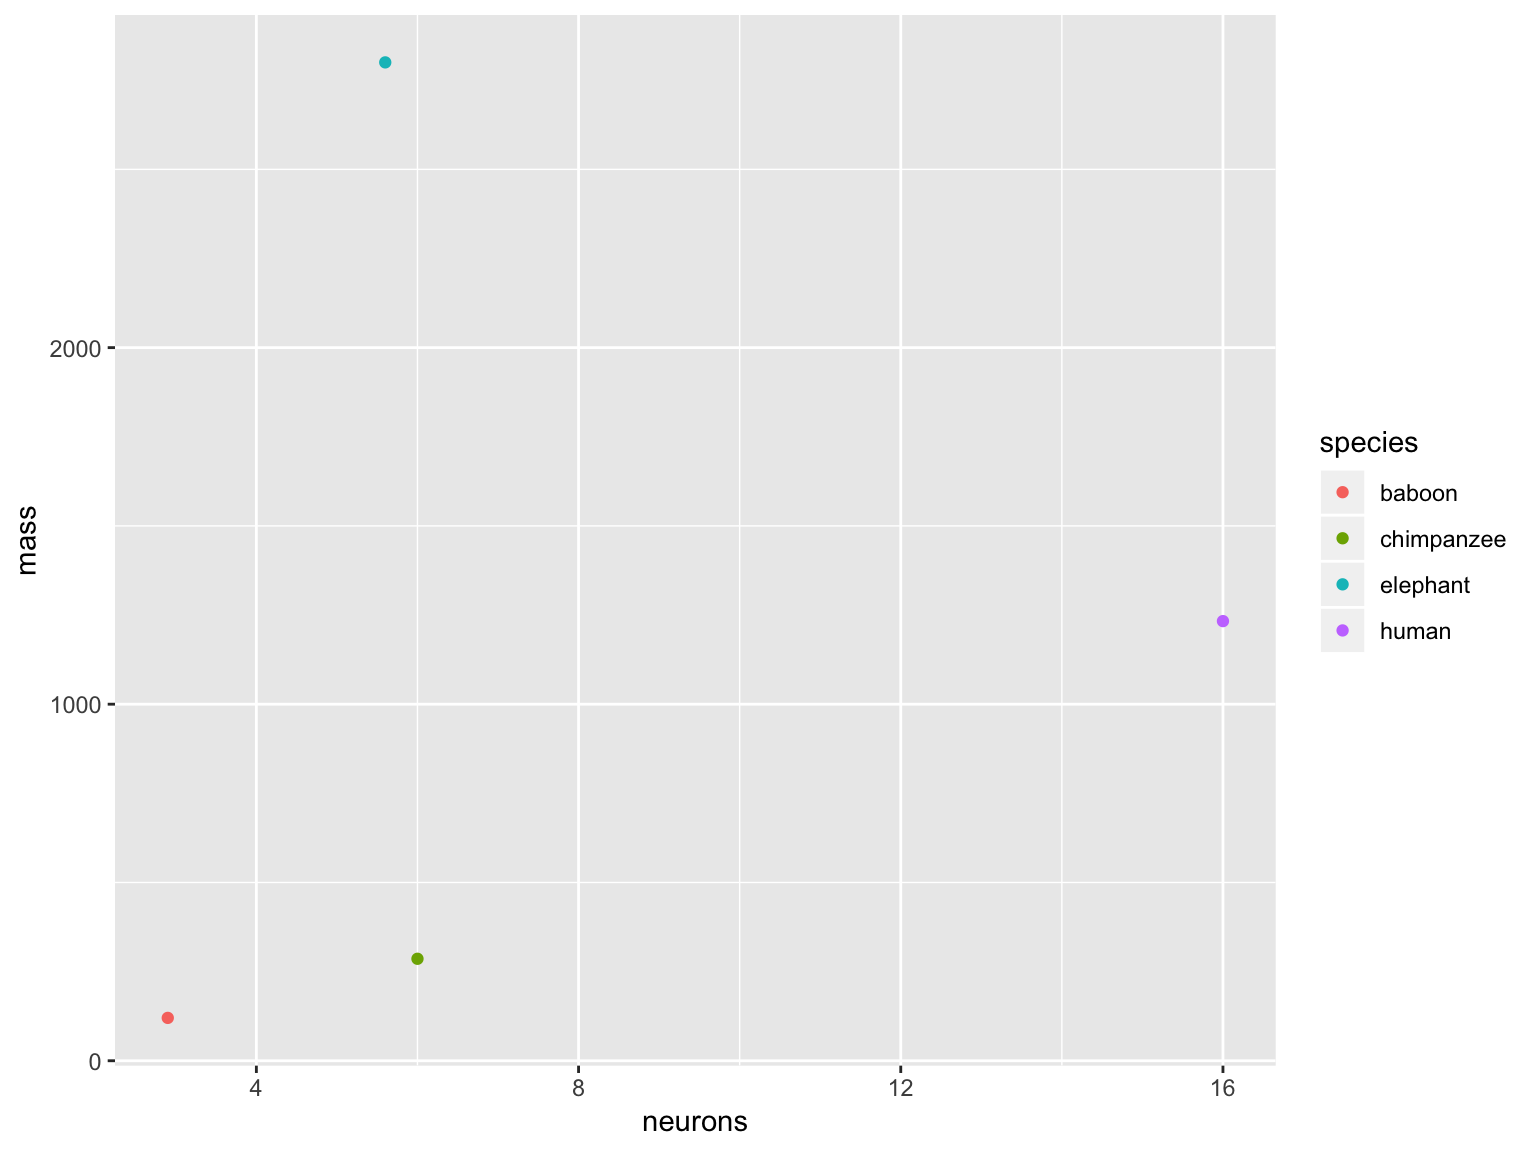 mass
2000
1000
0
4 8 12 16
neurons
species
baboon
chimpanzee
elephant
human